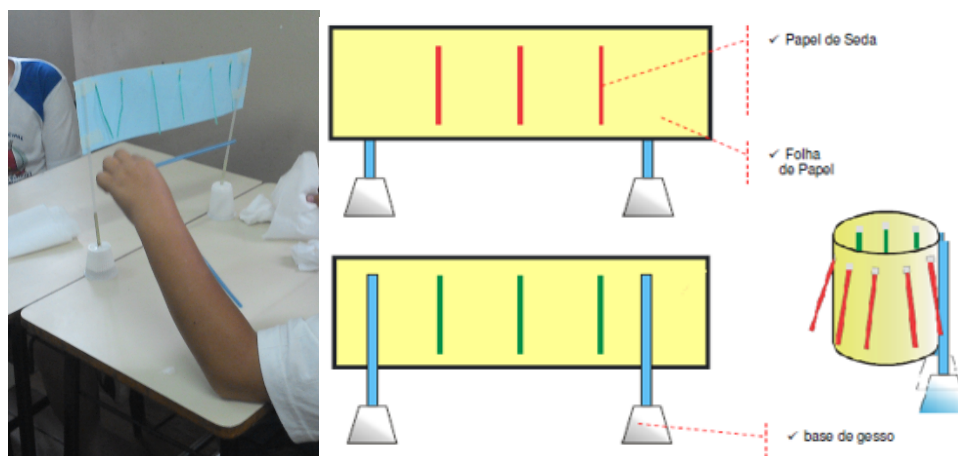 ✓ Papel de Seda
✓ Folha
de Papel
✓ base de gesso